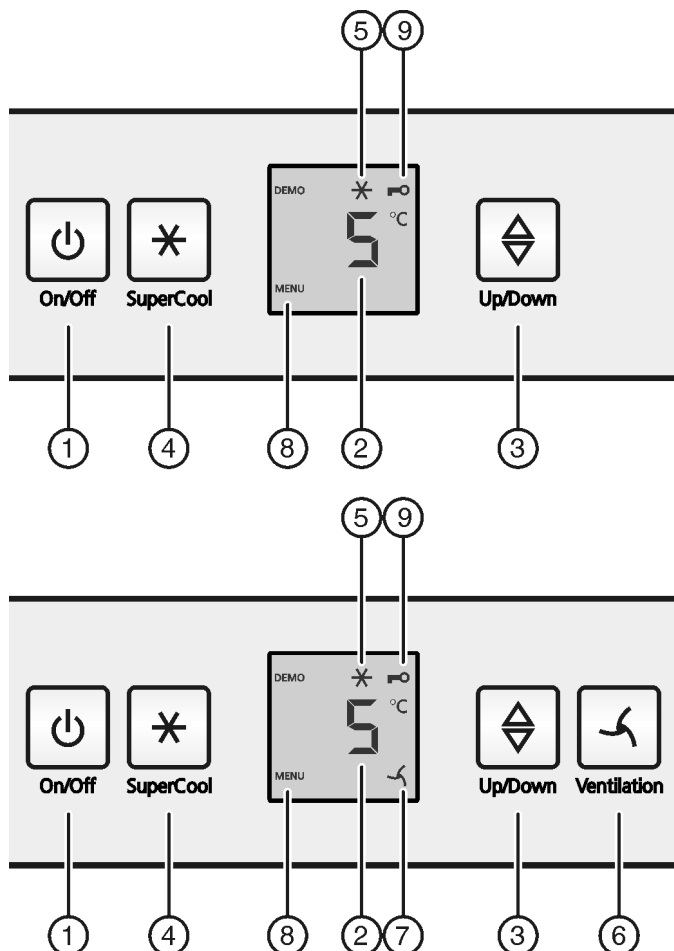 5 9
DEMO
5 °C
MENU
On/Off SuperCool Up/Down
1 4 8 2 3
5 9
DEMO
5 °C
MENU
On/Off SuperCool Up/Down Ventilation
1 4 8 2 7 3 6